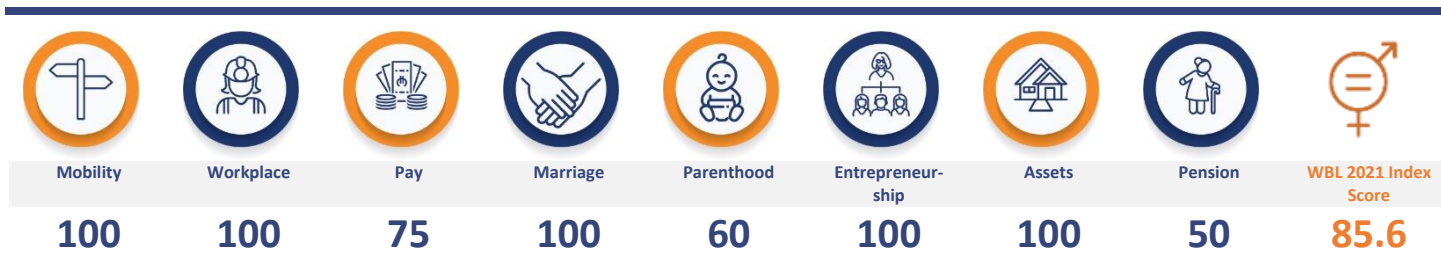 Mobility Workplace Pay Marriage Parenthood Entrepreneur- Assets Pension WBL 2021 Index
ship Score
100 100 75 100 60 100 100 50 85.6